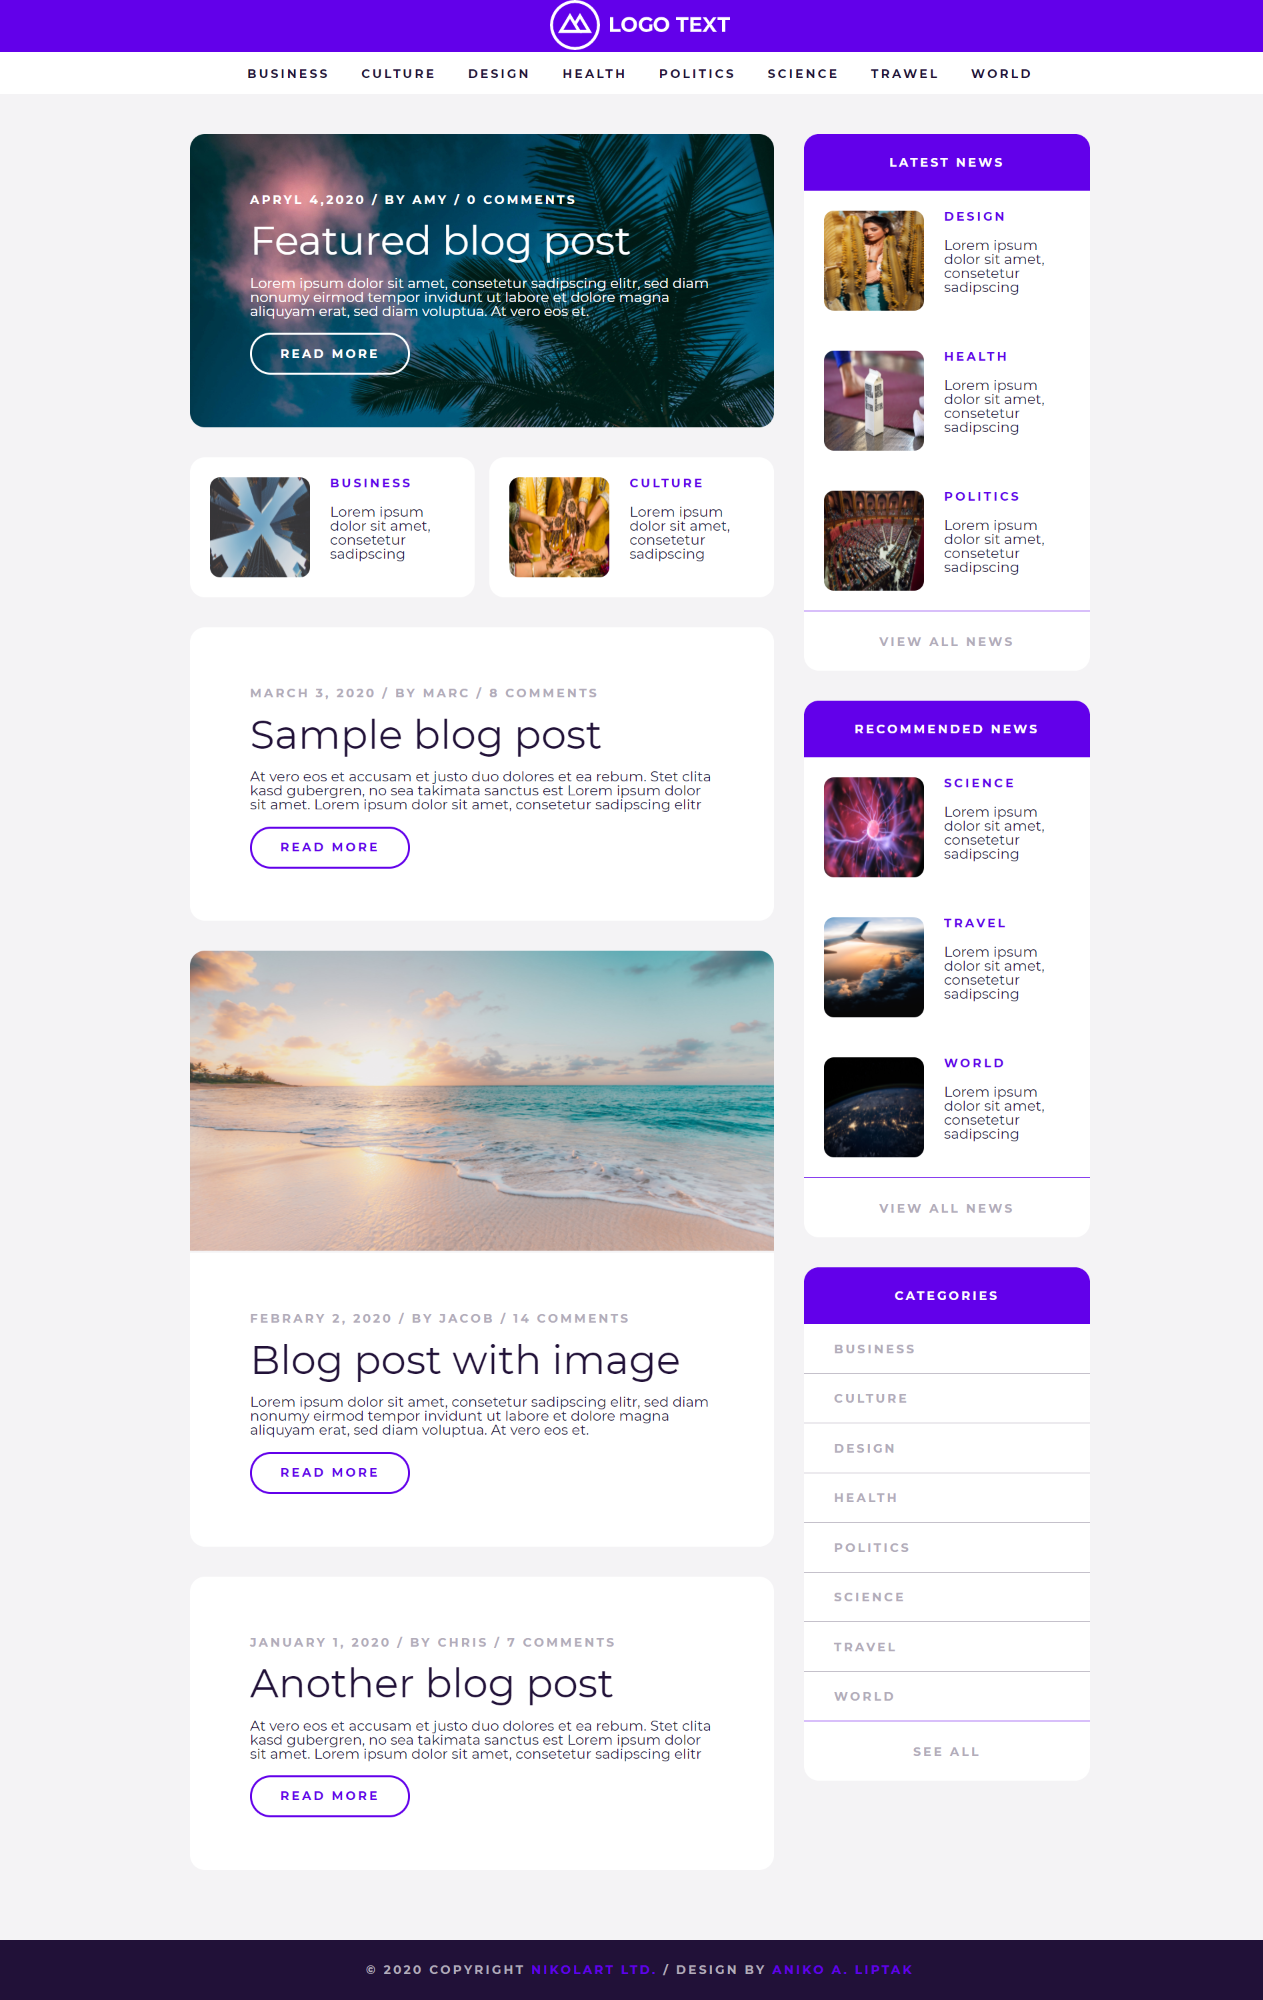 LOGO TEXT
BUSINESS CULTURE DESIGN HEALTH POLITICS SCIENCE TRAWEL WORLD
APRYL 4,2020 / BY AMY / 0 COMMENTS
Featured blog post
Lorem ipsum dolor sit amet, consetetur sadipscing elitr, sed diam
nonumy eirmod tempor invidunt ut labore et dolore magna
aliquyam erat, sed diam voluptua. At vero eos et.
READ MORE
BUSINESS
Lorem ipsum
dolor sit amet,
consetetur
sadipscing
CULTURE
Lorem ipsum
dolor sit amet,
consetetur
sadipscing
MARCH 3, 2020 / BY MARC / 8 COMMENTS
Sample blog post
At vero eos et accusam et justo duo dolores et ea rebum. Stet clita
kasd gubergren, no sea takimata sanctus est Lorem ipsum dolor
sit amet. Lorem ipsum dolor sit amet, consetetur sadipscing elitr
READ MORE
FEBRARY 2, 2020 / BY JACOB / 14 COMMENTS
Blog post with image
Lorem ipsum dolor sit amet, consetetur sadipscing elitr, sed diam
nonumy eirmod tempor invidunt ut labore et dolore magna
aliquyam erat, sed diam voluptua. At vero eos et.
READ MORE
JANUARY 1, 2020 / BY CHRIS / 7 COMMENTS
Another blog post
At vero eos et accusam et justo duo dolores et ea rebum. Stet clita
kasd gubergren, no sea takimata sanctus est Lorem ipsum dolor
sit amet. Lorem ipsum dolor sit amet, consetetur sadipscing elitr
READ MORE
LATEST NEWS
DESIGN
Lorem ipsum
dolor sit amet,
consetetur
sadipscing
HEALTH
Lorem ipsum
dolor sit amet,
consetetur
sadipscing
POLITICS
Lorem ipsum
dolor sit amet,
consetetur
sadipscing
VIEW ALL NEWS
RECOMMENDED NEWS
SCIENCE
Lorem ipsum
dolor sit amet,
consetetur
sadipscing
TRAVEL
Lorem ipsum
dolor sit amet,
consetetur
sadipscing
WORLD
Lorem ipsum
dolor sit amet,
consetetur
sadipscing
VIEW ALL NEWS
CATEGORIES
BUSINESS
CULTURE
DESIGN
HEALTH
POLITICS
SCIENCE
TRAVEL
WORLD
SEE ALL
© 2020 COPYRIGHT NIKOLART LTD. / DESIGN BY ANIKO A. LIPTAK